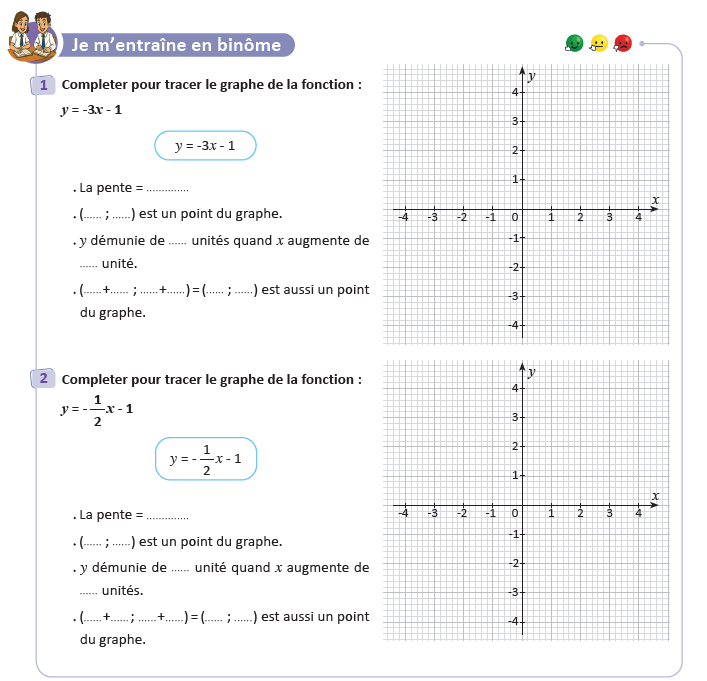 Je m'entraîne en binôme
1 Completer pour tracer le graphe de la fonction :
y = -3x - 1
y = -3x - 1
. La pente = ..............
. (...... ; ......) est un point du graphe.
. y démunie de ...... unités quand x augmente de
...... unité.
. (......+...... ; ......+......) = (...... ; ......) est aussi un point
du graphe.
y
4
3
2
1
x
-4 -3 -2 -1 0 1 2 3 4
-1
-2
-3
-4
2 Completer pour tracer le graphe de la fonction :
y = - 1/2 x - 1
y = - 1/2 x - 1
. La pente = ..............
. (...... ; ......) est un point du graphe.
. y démunie de ...... unité quand x augmente de
...... unités.
. (......+...... ; ......+......) = (...... ; ......) est aussi un point
du graphe.
y
4
3
2
1
x
-4 -3 -2 -1 0 1 2 3 4
-1
-2
-3
-4